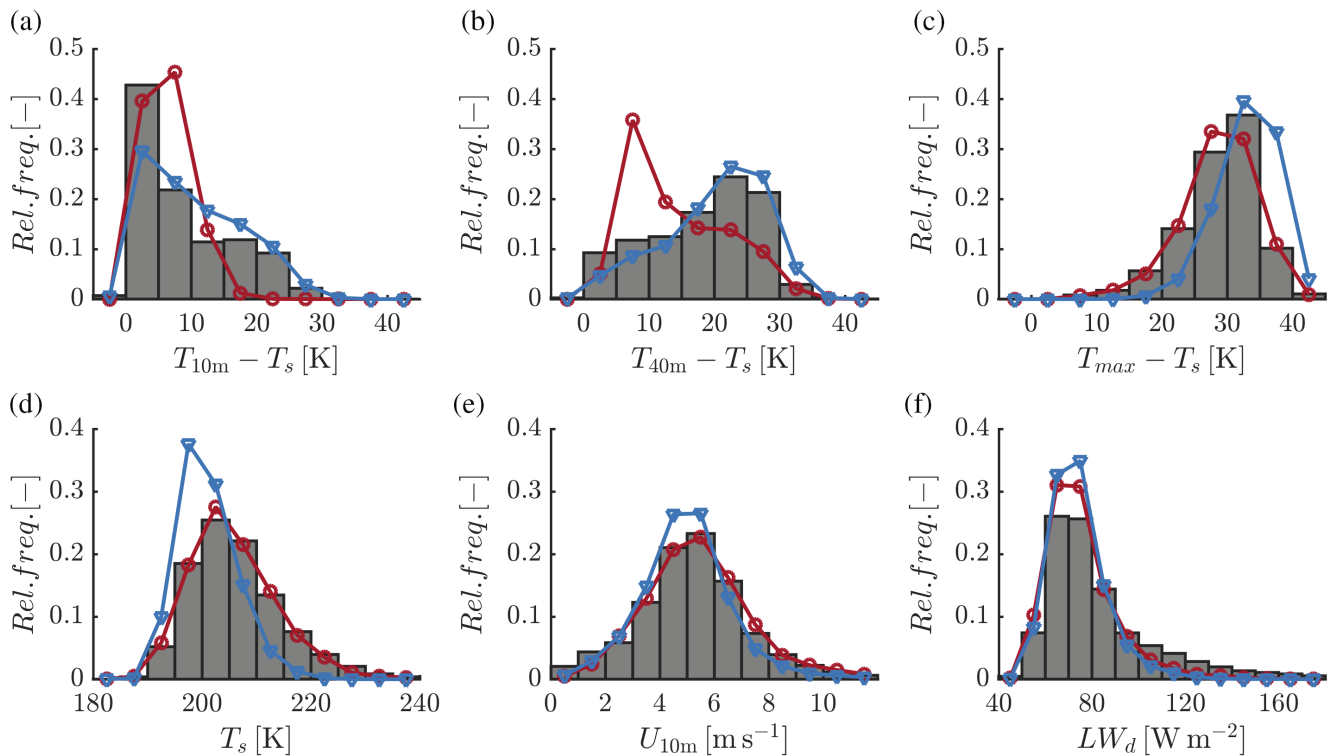 (a) (b) (c)
Rel.freq.[−] Rel.freq.[−] Rel.freq.[−]
0.5 0.5 0.5
0.4 0.4 0.4
0.3 0.3 0.3
0.2 0.2 0.2
0.1 0.1 0.1
0 0 0
0 10 20 30 40 0 10 20 30 40 0 10 20 30 40
T10m − Ts [K] T40m − Ts [K] Tmax − Ts [K]
(d) (e) (f)
Rel.freq.[−] Rel.freq.[−] Rel.freq.[−]
0.4 0.4 0.4
0.3 0.3 0.3
0.2 0.2 0.2
0.1 0.1 0.1
0 0 0
180 200 220 240 0 2 4 6 8 10 40 80 120 160
Ts [K] U10m [m s−1] LWd [W m−2]